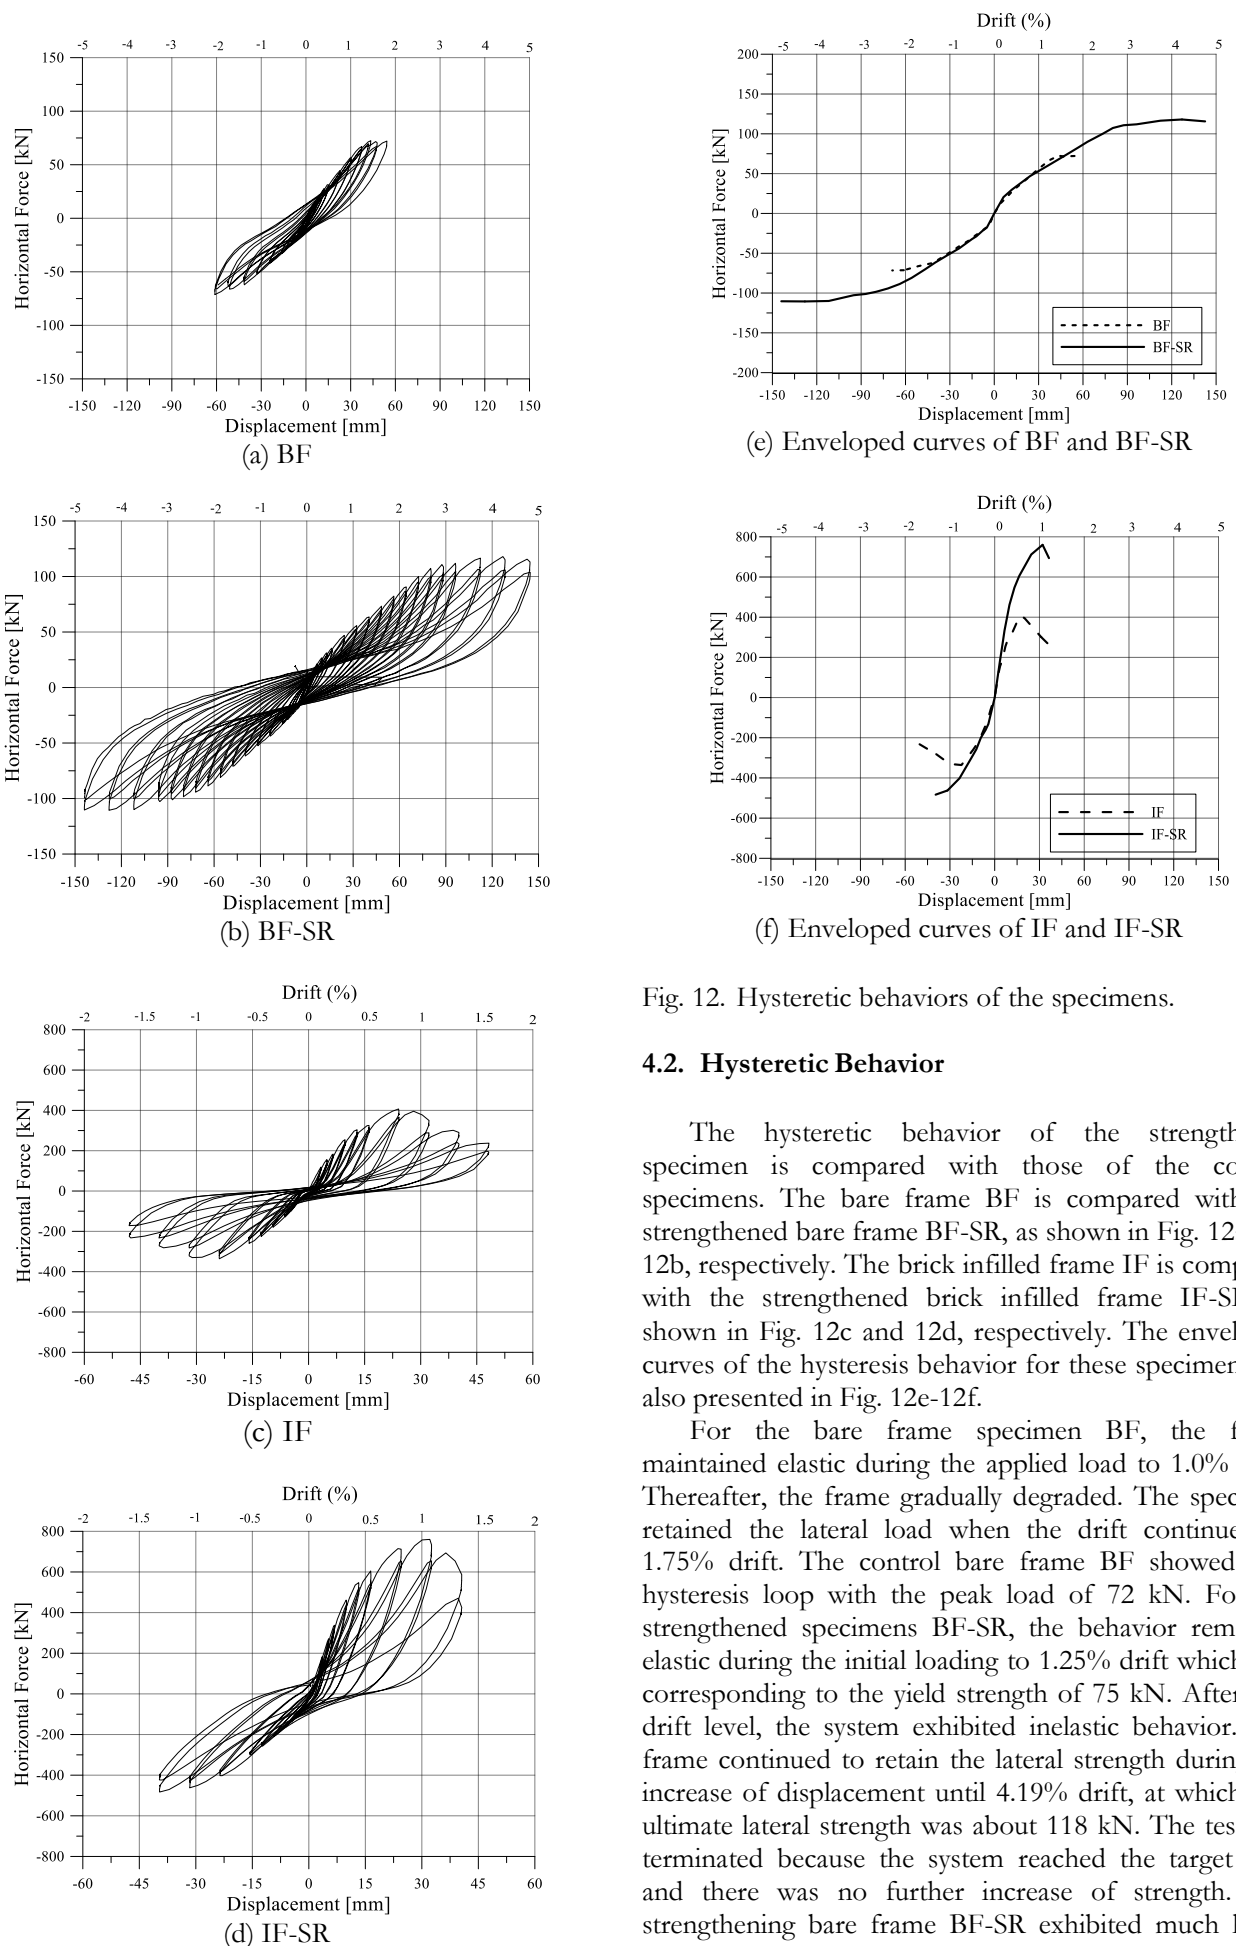 -5 -4 -3 -2 -1 0 1 2 3 4 5
150
100
50
0
-50
-100
-150
Horizontal Force [kN]
-150 -120 -90 -60 -30 0 30 60 90 120 150
Displacement [mm]
(a) BF
-5 -4 -3 -2 -1 0 1 2 3 4 5
150
100
50
0
-50
-100
-150
Horizontal Force [kN]
-150 -120 -90 -60 -30 0 30 60 90 120 150
Displacement [mm]
(b) BF-SR
Drift (%)
-2 -1.5 -1 -0.5 0 0.5 1 1.5 2
800
600
400
200
0
-200
-400
-600
-800
Horizontal Force [kN]
-60 -45 -30 -15 0 15 30 45 60
Displacement [mm]
(c) IF
Drift (%)
-2 -1.5 -1 -0.5 0 0.5 1 1.5 2
800
600
400
200
0
-200
-400
-600
-800
Horizontal Force [kN]
-60 -45 -30 -15 0 15 30 45 60
Displacement [mm]
(d) IF-SR
Drift (%)
-5 -4 -3 -2 -1 0 1 2 3 4 5
200
150
100
50
0
-50
-100
-150
-200
Horizontal Force [kN]
BF
BF-SR
-150 -120 -90 -60 -30 0 30 60 90 120 150
Displacement [mm]
(e) Enveloped curves of BF and BF-SR
Drift (%)
-5 -4 -3 -2 -1 0 1 2 3 4 5
800
600
400
200
0
-200
-400
-600
-800
Horizontal Force [kN]
IF
IF-SR
-150 -120 -90 -60 -30 0 30 60 90 120 150
Displacement [mm]
(f) Enveloped curves of IF and IF-SR
Fig. 12. Hysteretic behaviors of the specimens.
4.2. Hysteretic Behavior
The hysteretic behavior of the strength
specimen is compared with those of the co
specimens. The bare frame BF is compared with
strengthened bare frame BF-SR, as shown in Fig. 12
12b, respectively. The brick infilled frame IF is comp
with the strengthened brick infilled frame IF-SI
shown in Fig. 12c and 12d, respectively. The envel
curves of the hysteresis behavior for these specimen
also presented in Fig. 12e-12f.
For the bare frame specimen BF, the f
maintained elastic during the applied load to 1.0%
Thereafter, the frame gradually degraded. The spec
retained the lateral load when the drift continue
1.75% drift. The control bare frame BF showed
hysteresis loop with the peak load of 72 kN. Fo
strengthened specimens BF-SR, the behavior rem
elastic during the initial loading to 1.25% drift which
corresponding to the yield strength of 75 kN. After
drift level, the system exhibited inelastic behavior.
frame continued to retain the lateral strength durin
increase of displacement until 4.19% drift, at which
ultimate lateral strength was about 118 kN. The tes
terminated because the system reached the target
and there was no further increase of strength.
strengthening bare frame BF-SR exhibited much l